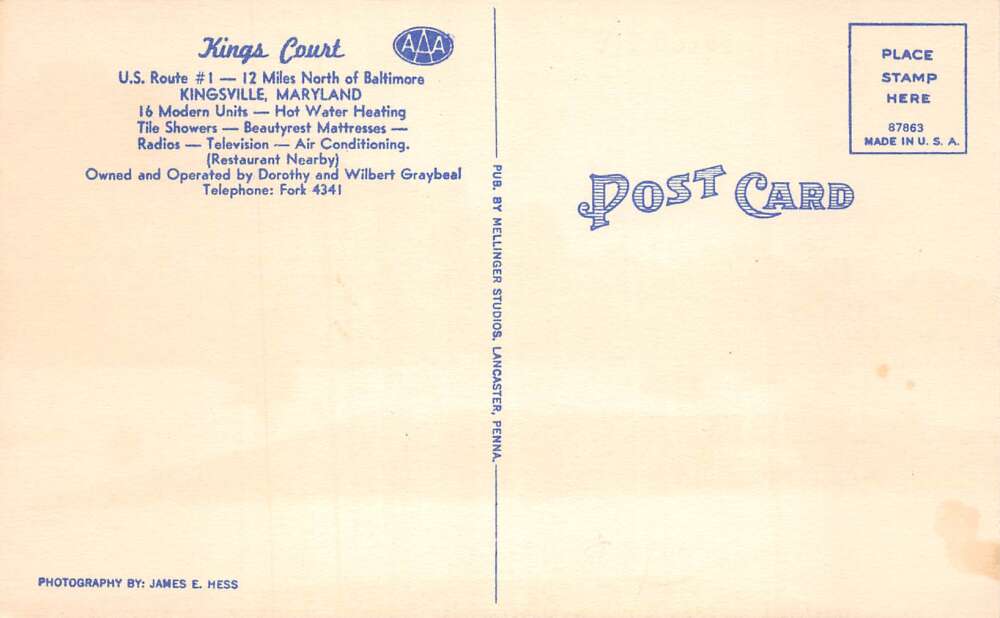 Kings Court
AAA
U.S. Route #1 — 12 Miles North of Baltimore
KINGSVILLE, MARYLAND
16 Modern Units — Hot Water Heating
Tile Showers — Beautyrest Mattresses —
Radios — Television — Air Conditioning.
(Restaurant Nearby)
Owned and Operated by Dorothy and Wilbert Graybeal
Telephone: Fork 4341
PHOTOGRAPHY BY: JAMES E. HESS
PUB. BY MELLINGER STUDIOS, LANCASTER, PENNA.
POST CARD
PLACE
STAMP
HERE
87863
MADE IN U. S. A.